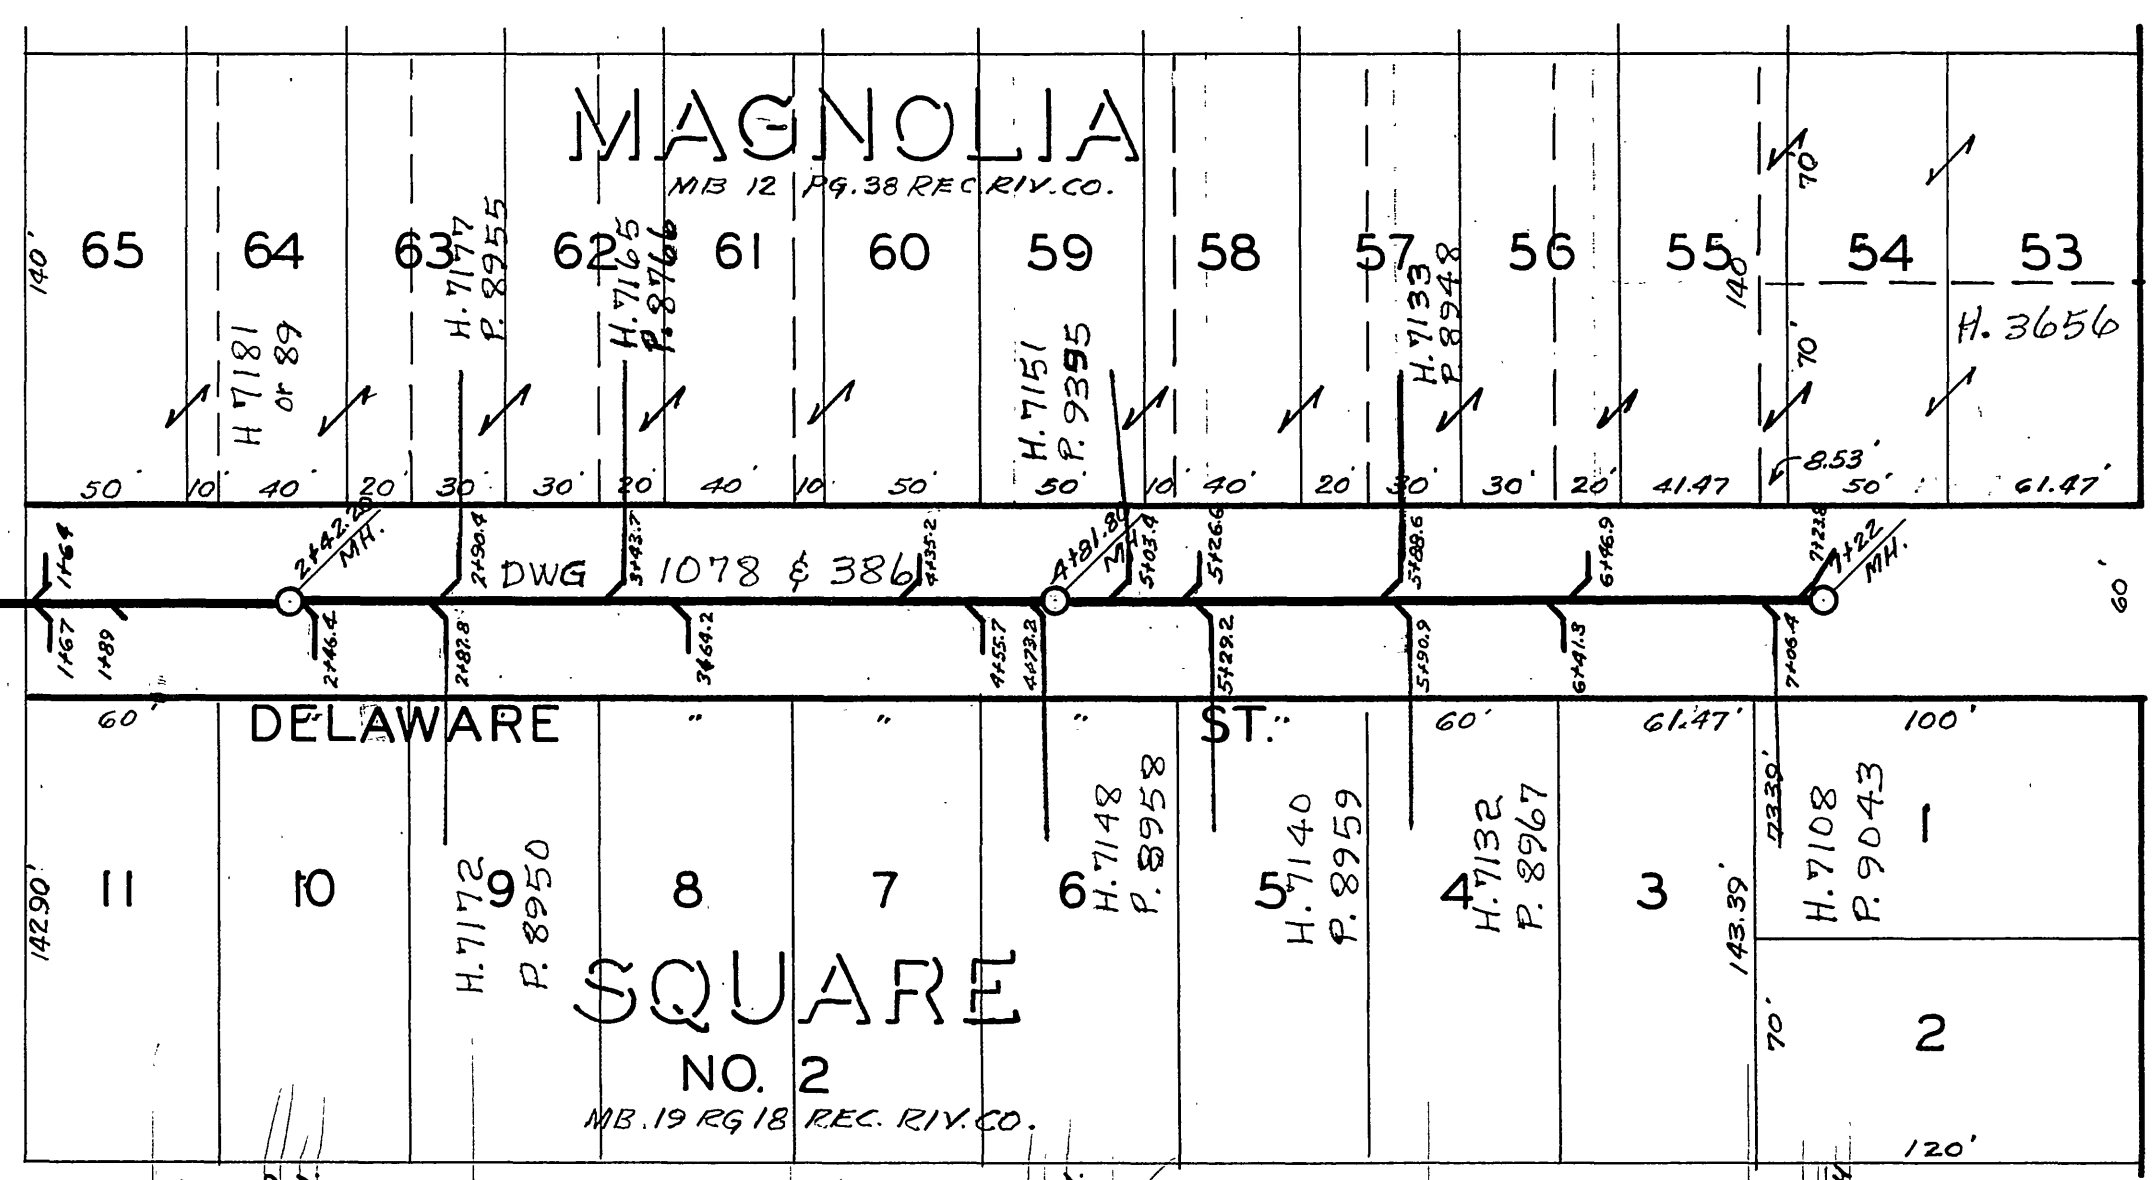 MAGNOLIA
MB 12 PG. 38 REC RIV. CO.
65 64 63 62 61 60 59 58 57 56 55 54 53
140'
H 7181
or 89
H. 7177
P. 8955
H. 7165
P. 8766
H. 7151
P. 9395
H. 7133
P. 8948
140
70'
70'
H. 3656
8.53'
50' 10' 40' 20' 30' 30' 20' 40' 10' 50' 50' 10' 40' 20' 30' 30' 20' 41.47 50' 61.47'
1+64
2+42.20
MH.
2+90.4
3+43.7
4+35.2
4+81.80
MH.
5+03.4
5+26.6
5+88.6
6+46.9
7+23.8
7+22
MH.
DWG 1078 & 386
60'
1+67
1+89
2+46.4
2+87.8
3+64.2
4+55.7
4+73.2
5+29.2
5+90.9
6+41.3
7+06.4
DELAWARE ST.
60' " " " " " 60' 61.47' 100'
142.90'
11 10 9 8 7 6 5 4 3 1
2
H. 7172
P. 8950
H. 7148
P. 8958
H. 7140
P. 8959
H. 7132
P. 8967
73.39'
H. 7108
P. 9043
143.39'
70'
SQUARE
NO. 2
MB. 19 PG 18 REC. RIV. CO.
120'